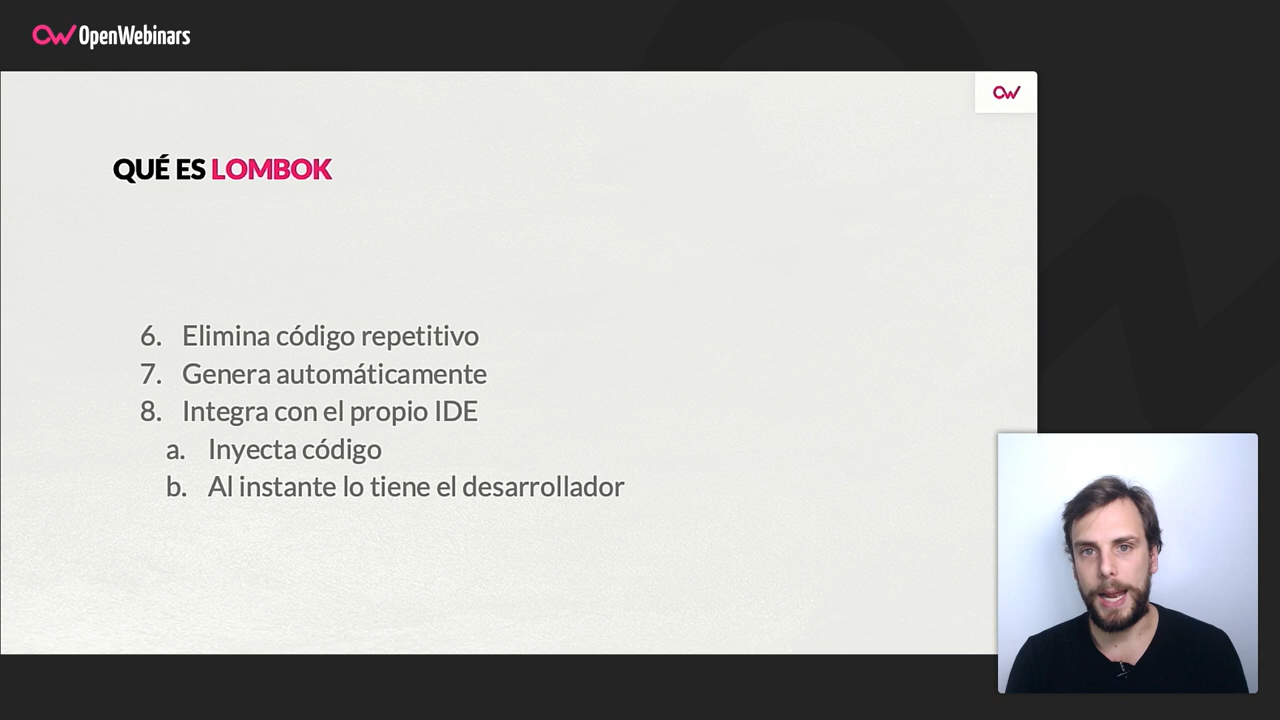 OpenWebinars
QUÉ ES LOMBOK
6. Elimina código repetitivo
7. Genera automáticamente
8. Integra con el propio IDE
a. Inyecta código
b. Al instante lo tiene el desarrollador